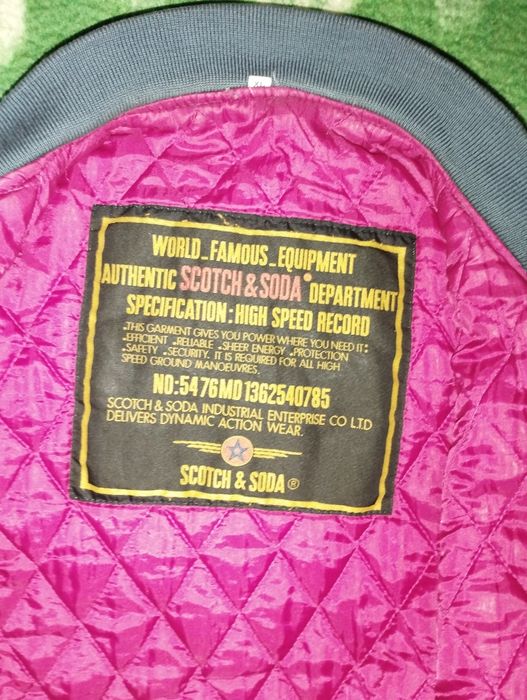 WORLD_FAMOUS_EQUIPMENT
AUTHENTIC SCOTCH & SODA DEPARTMENT
SPECIFICATION: HIGH SPEED RECORD
•THIS GARMENT GIVES YOU POWER WHERE YOU NEED IT:
•EFFICIENT •RELIABLE •SHEER ENERGY •PROTECTION
•SAFETY •SECURITY. IT IS REQUIRED FOR ALL HIGH
SPEED GROUND MANOEUVRES.
NO:5476MD1362540785
SCOTCH & SODA INDUSTRIAL ENTERPRISE CO LTD
DELIVERS DYNAMIC ACTION WEAR.
SCOTCH & SODA ®